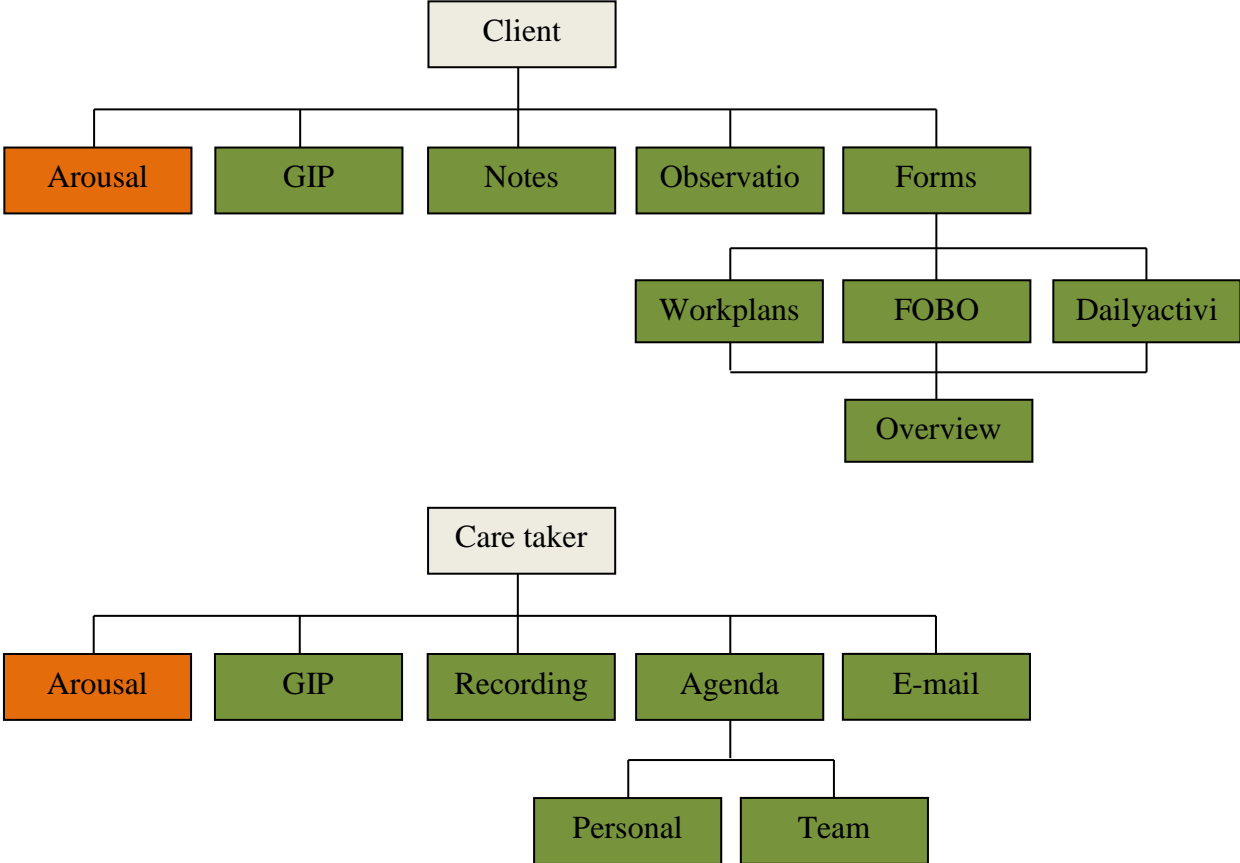 Client
Arousal
GIP
Notes
Observatio
Forms
Workplans
FOBO
Dailyactivi
Overview
Care taker
Arousal
GIP
Recording
Agenda
E-mail
Personal
Team